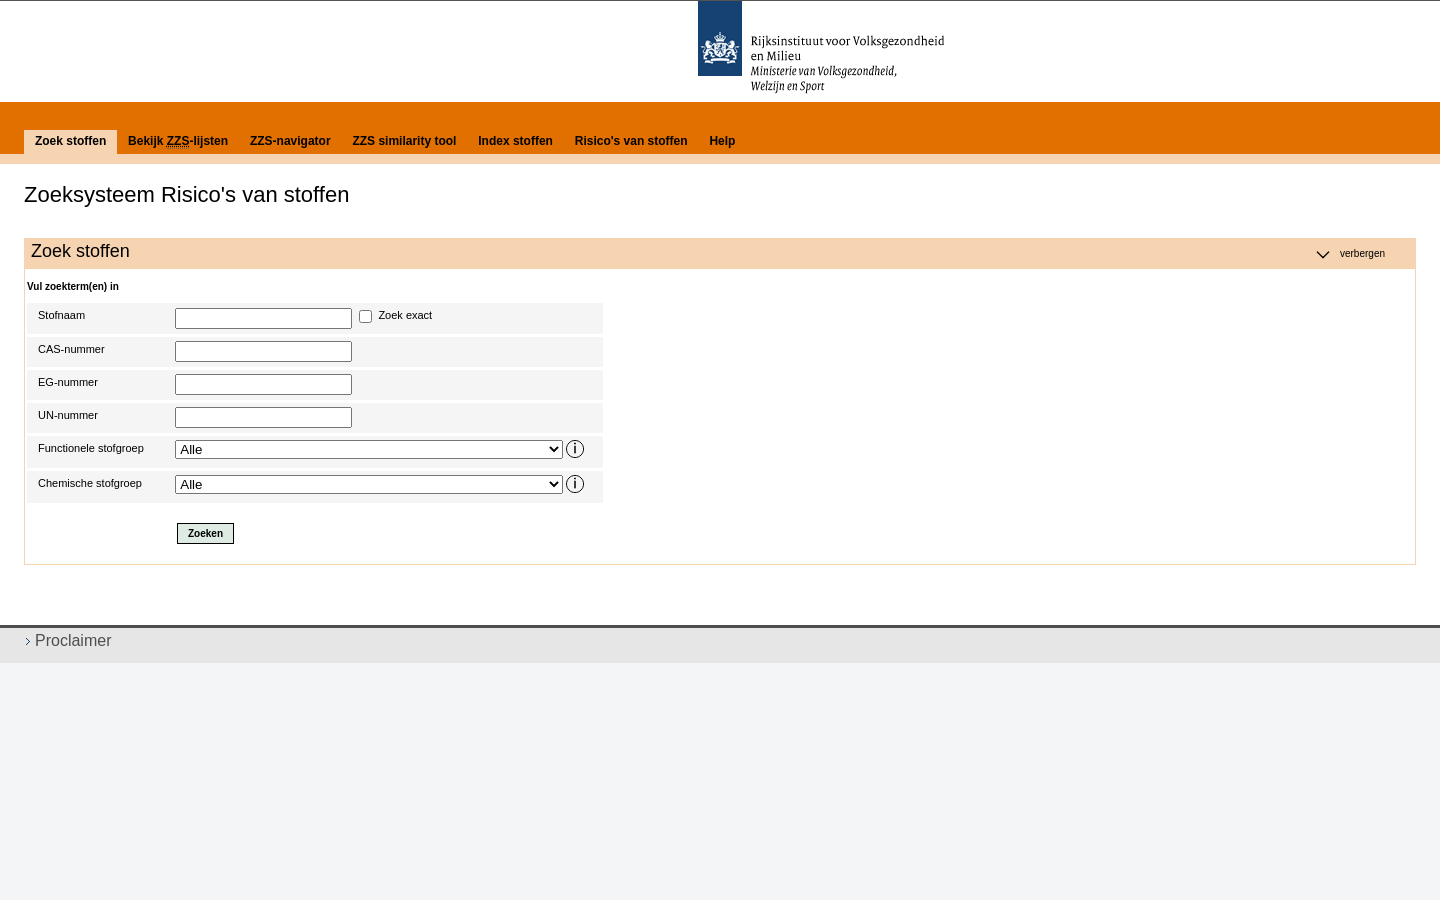 Rijksinstituut voor Volksgezondheid
en Milieu
Ministerie van Volksgezondheid,
Welzijn en Sport
Zoek stoffen Bekijk ZZS-lijsten ZZS-navigator ZZS similarity tool Index stoffen Risico's van stoffen Help
Zoeksysteem Risico's van stoffen
Zoek stoffen verbergen
Vul zoekterm(en) in
Stofnaam Zoek exact
CAS-nummer
EG-nummer
UN-nummer
Functionele stofgroep Alle i
Chemische stofgroep Alle i
Zoeken
Proclaimer